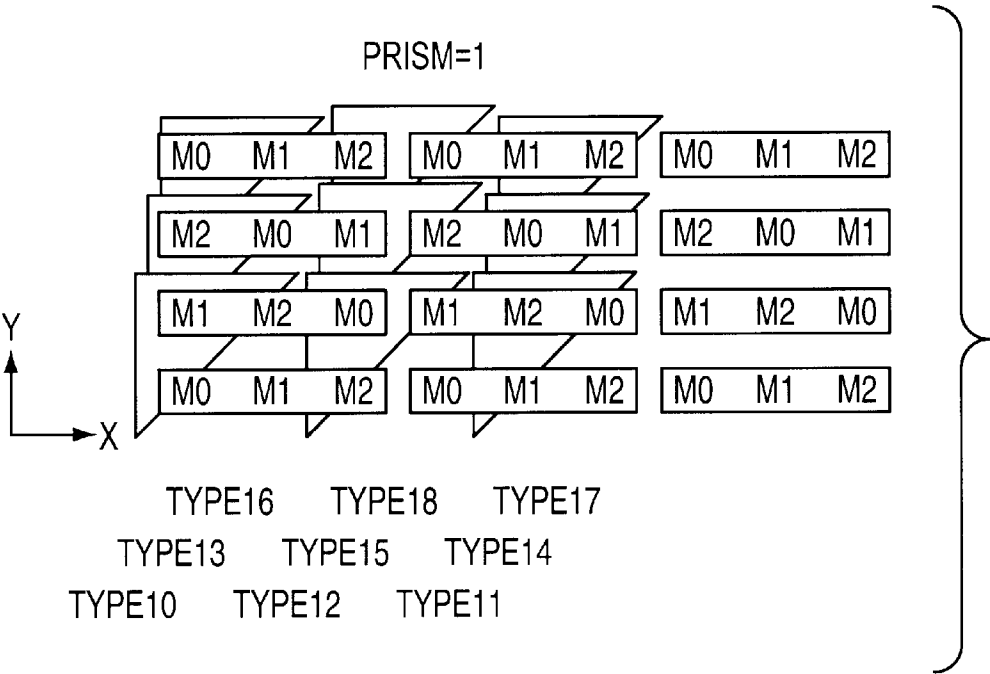 PRISM=1
M0 M1 M2 M0 M1 M2 M0 M1 M2
M2 M0 M1 M2 M0 M1 M2 M0 M1
M1 M2 M0 M1 M2 M0 M1 M2 M0
Y
M0 M1 M2 M0 M1 M2 M0 M1 M2
X
TYPE16 TYPE18 TYPE17
TYPE13 TYPE15 TYPE14
TYPE10 TYPE12 TYPE11